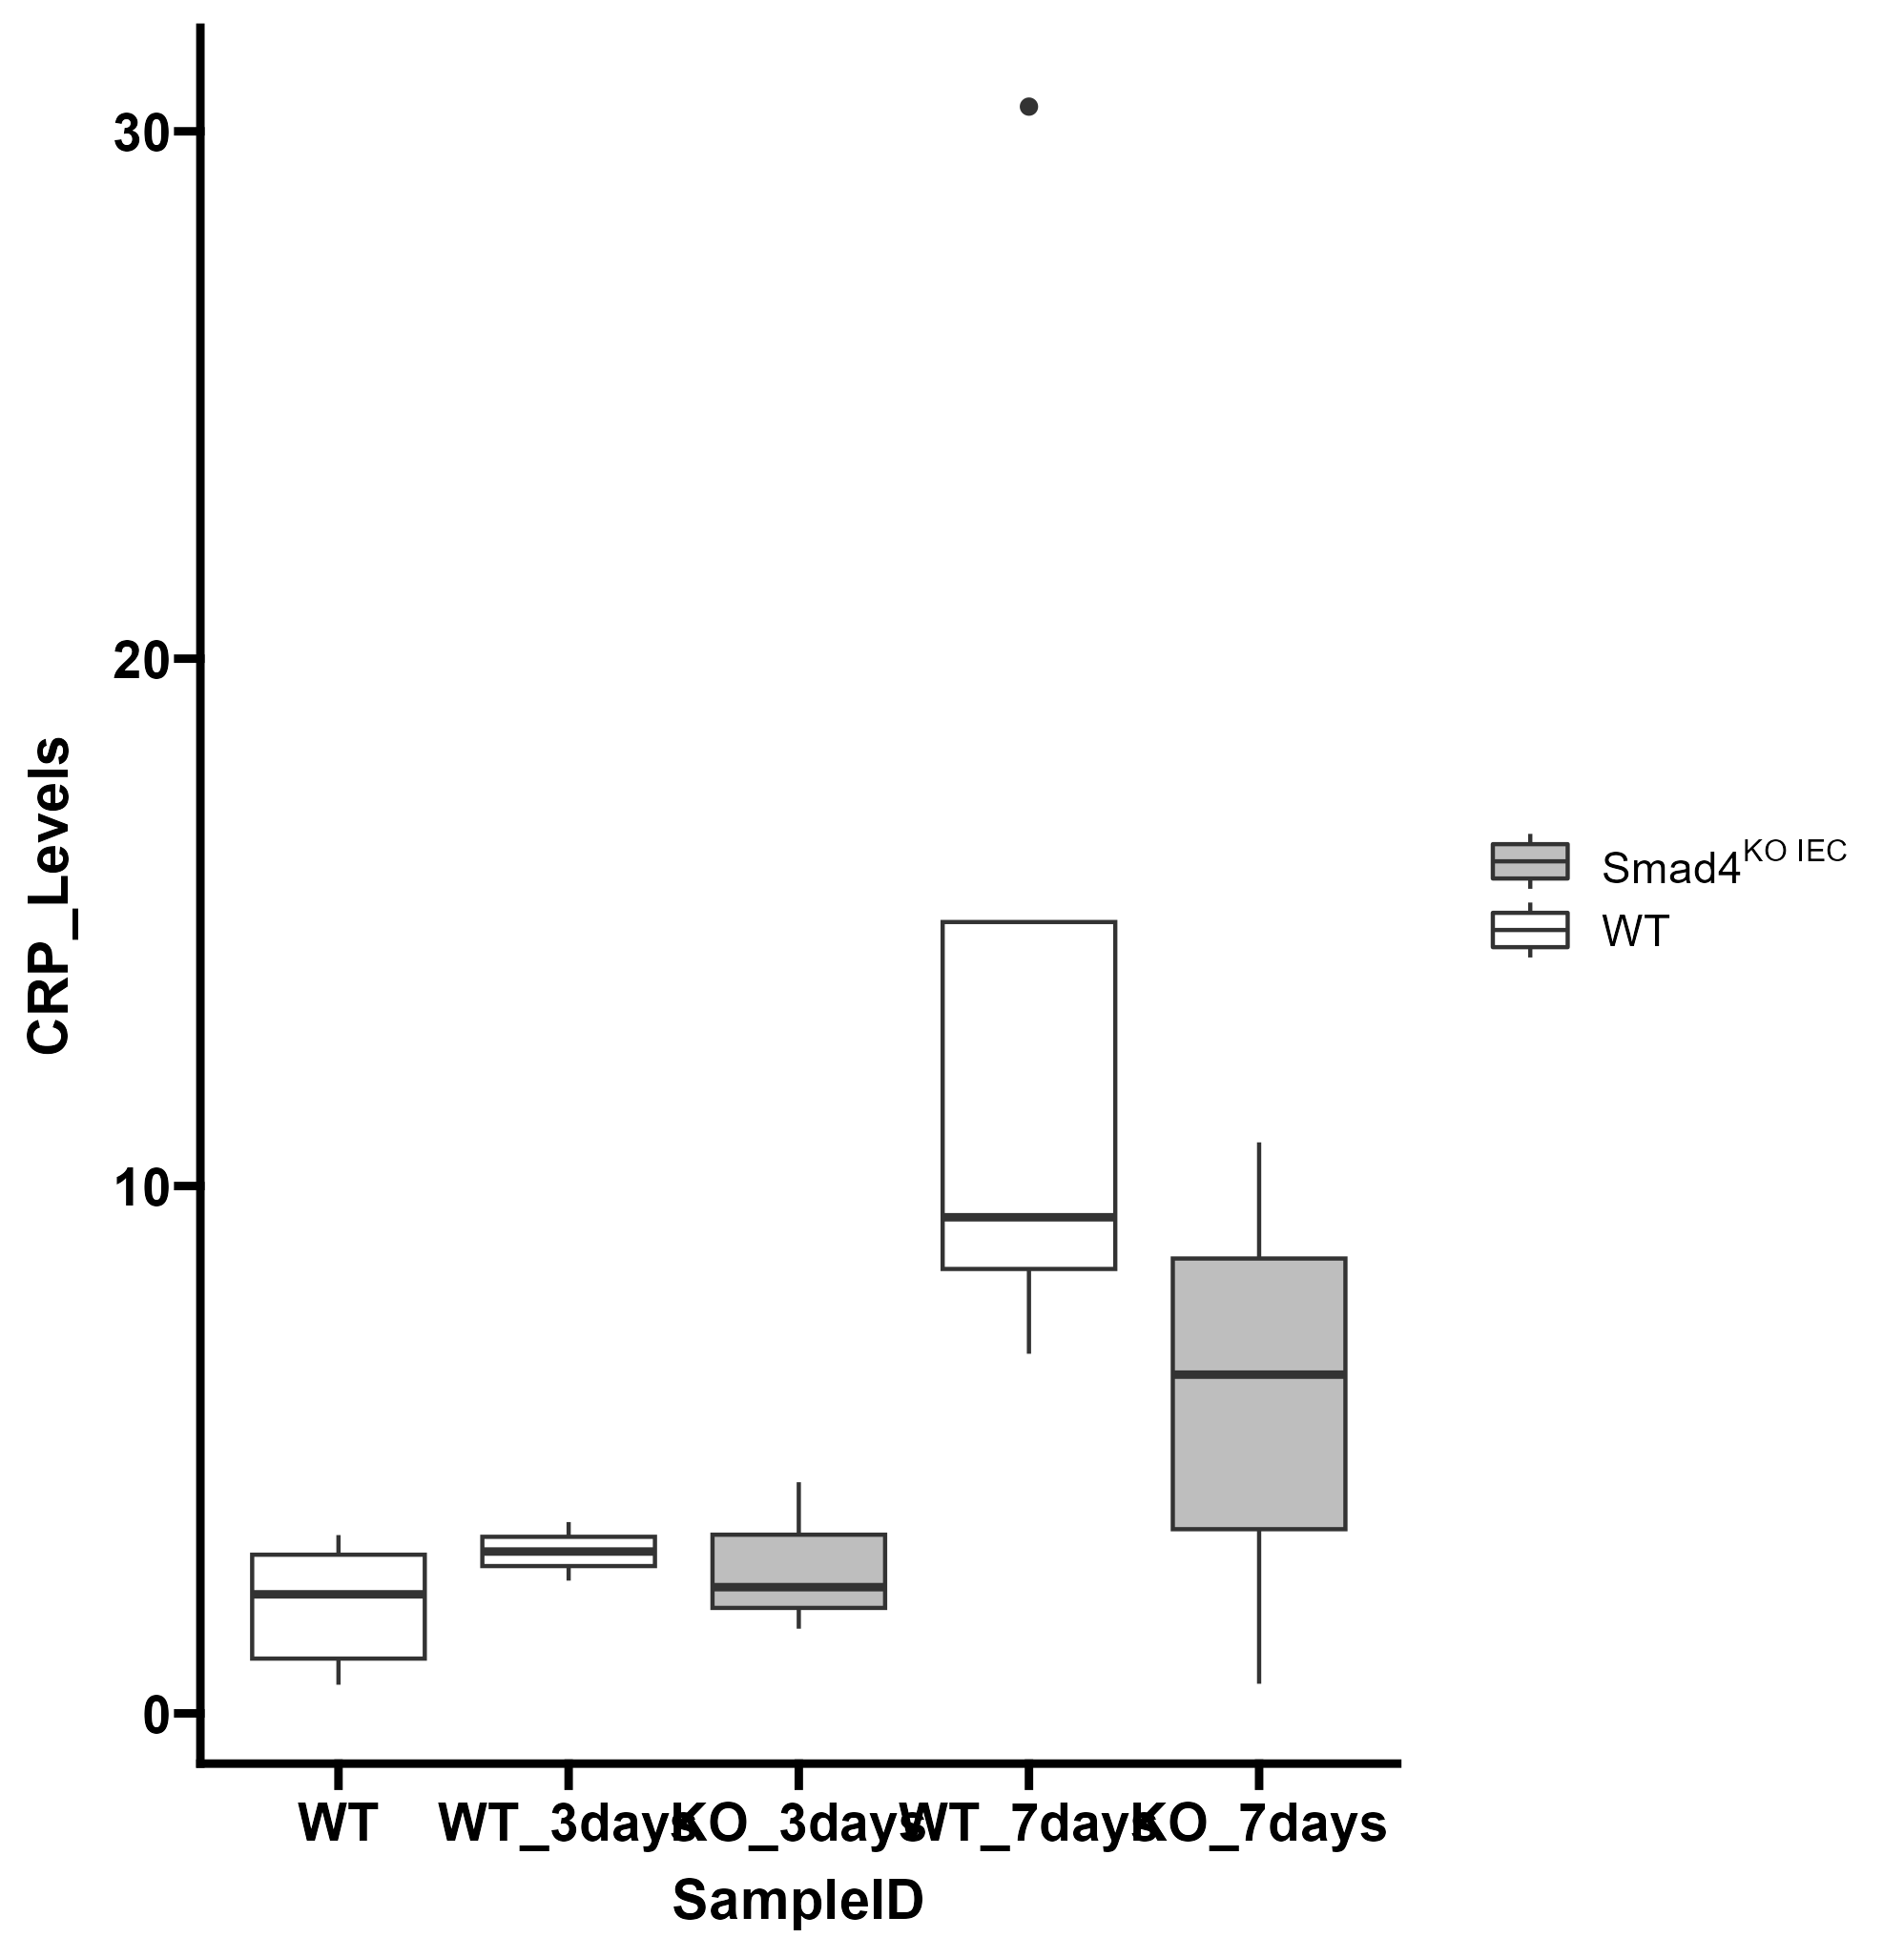 CRP_Levels
30
20
10
0
WT WT_3days KO_3days WT_7days KO_7days
SampleID
Smad4KO IEC
WT